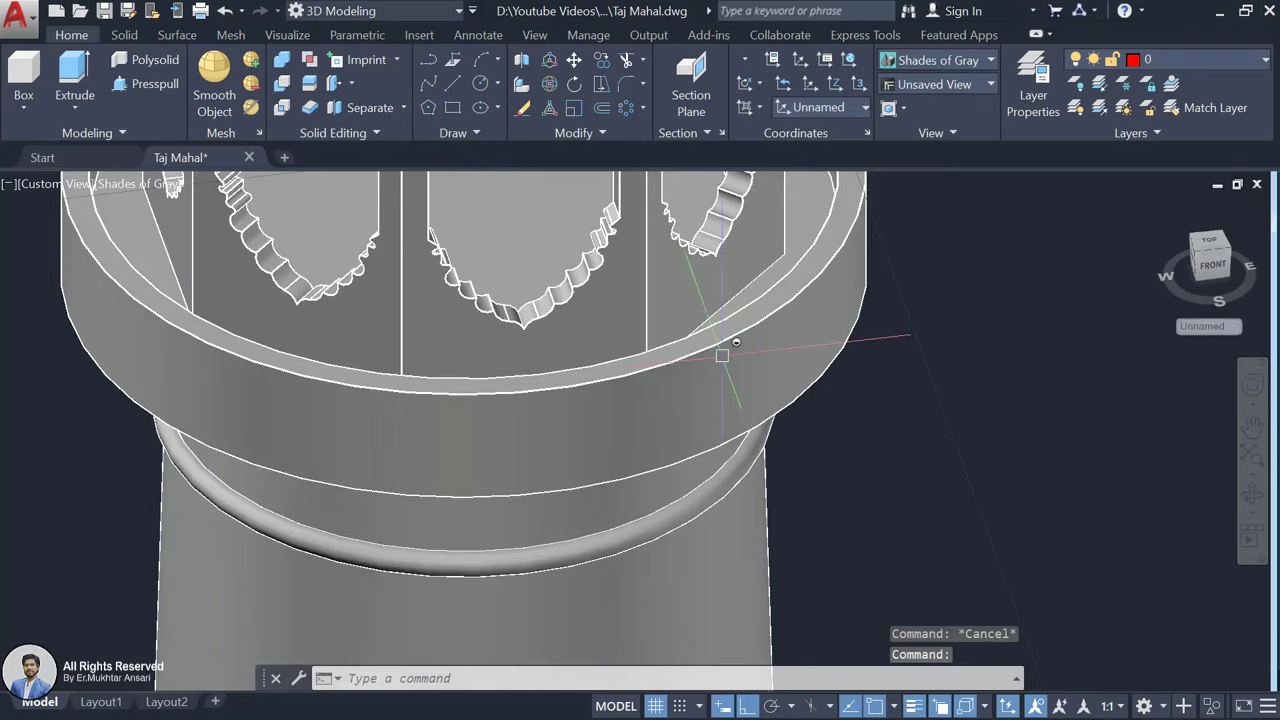 3D Modeling
D:\Youtube Videos\...\Taj Mahal.dwg
Type a keyword or phrase
Sign In
Home Solid Surface Mesh Visualize Parametric Insert Annotate View Manage Output Add-ins Collaborate Express Tools Featured Apps
Box
Extrude
Polysolid
Presspull
Smooth
Object
Imprint
Separate
Section
Plane
Unnamed
Shades of Gray
Unsaved View
Layer
Properties
0
Match Layer
Modeling Mesh Solid Editing Draw Modify Section Coordinates View Layers
Start Taj Mahal*
[−][Custom View][Shades of Gray]
TOP
FRONT
W
E
S
Unnamed
Command: *Cancel*
Command:
Type a command
All Rights Reserved
By Er.Mukhtar Ansari
Model Layout1 Layout2
MODEL
1:1